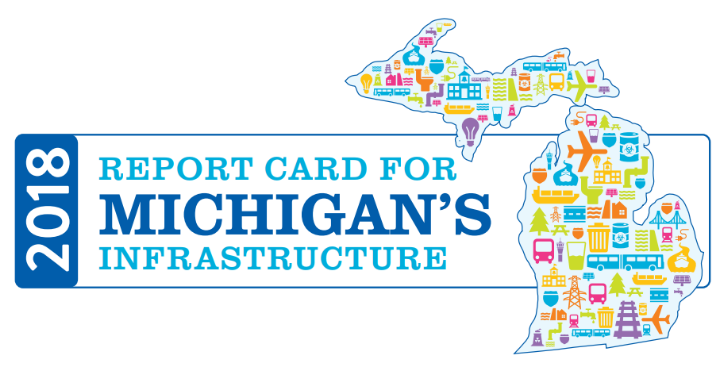 2018
REPORT CARD FOR
MICHIGAN'S
INFRASTRUCTURE